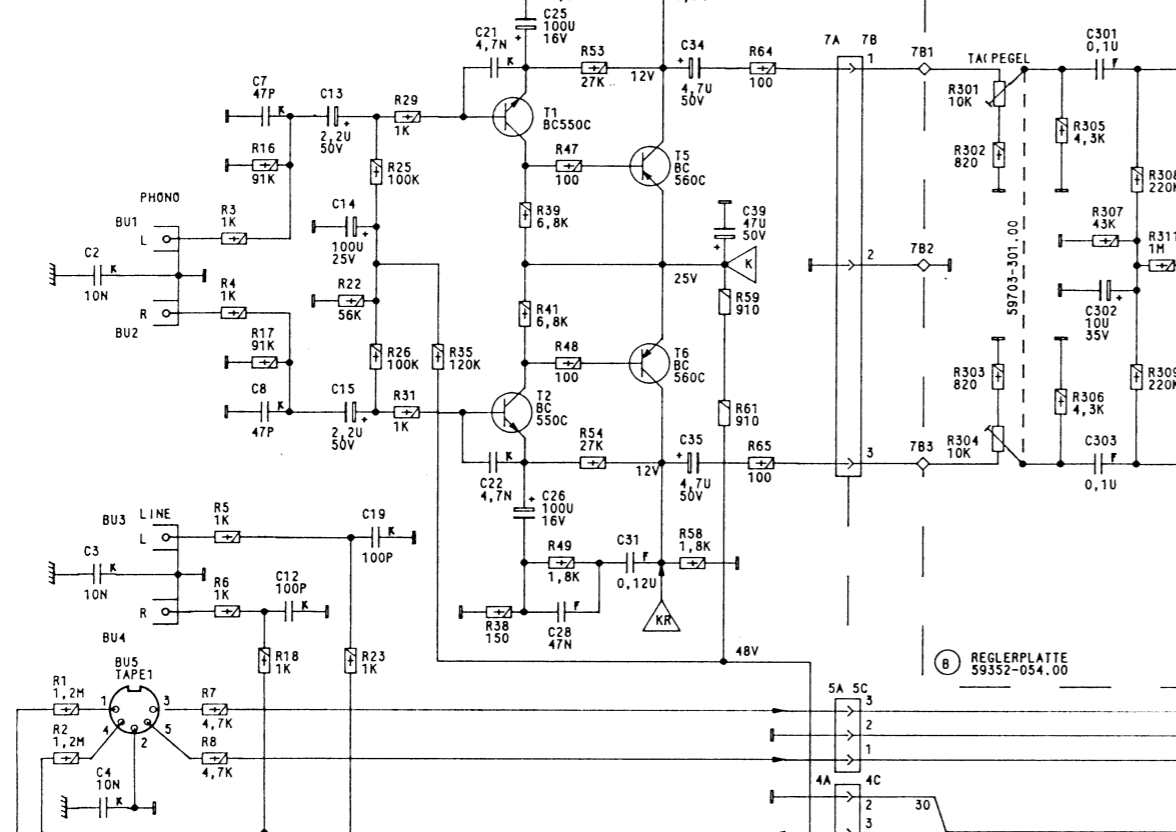 C25
100U
16V
+
C21
4,7N
K
R53
27K
12V
C34
+
4,7U
50V
R64
100
7A 7B
1
7B1
TAPEGEL
C301
0,1U
F
R301
10K
C7
47P
K
C13
+
2,2U
50V
R29
1K
T1
BC550C
R16
91K
R25
100K
R47
100
T5
BC
560C
R302
820
R305
4,3K
R308
220K
PHONO
BU1
L
R3
1K
C14
+
100U
25V
R39
6,8K
C39
47U
50V
+
K
25V
R307
43K
R311
1M
59703-301.00
C2
K
10N
2
7B2
R4
1K
R22
56K
R41
6,8K
R59
910
C302
+
10U
35V
R
BU2
R17
91K
R26
100K
R35
120K
R48
100
T6
BC
560C
R303
820
R309
220K
C8
K
47P
C15
+
2,2U
50V
R31
1K
T2
BC
550C
R61
910
R306
4,3K
R304
10K
R54
27K
12V
C35
+
4,7U
50V
R65
100
3
7B3
C303
F
0,1U
C22
4,7N
K
C26
+
100U
16V
LINE
BU3
L
R5
1K
C19
K
100P
C3
K
10N
R49
1,8K
C31
F
0,12U
R58
1,8K
R6
1K
C12
100P
K
R
BU4
R38
150
C28
F
47N
KR
R18
1K
R23
1K
48V
B
REGLERPLATTE
59352-054.00
BU5
TAPE1
R1
1,2M
1
3
R7
4,7K
5A 5C
3
R2
1,2M
4
2
5
R8
4,7K
2
1
C4
10N
K
4A
4C
2
30
3